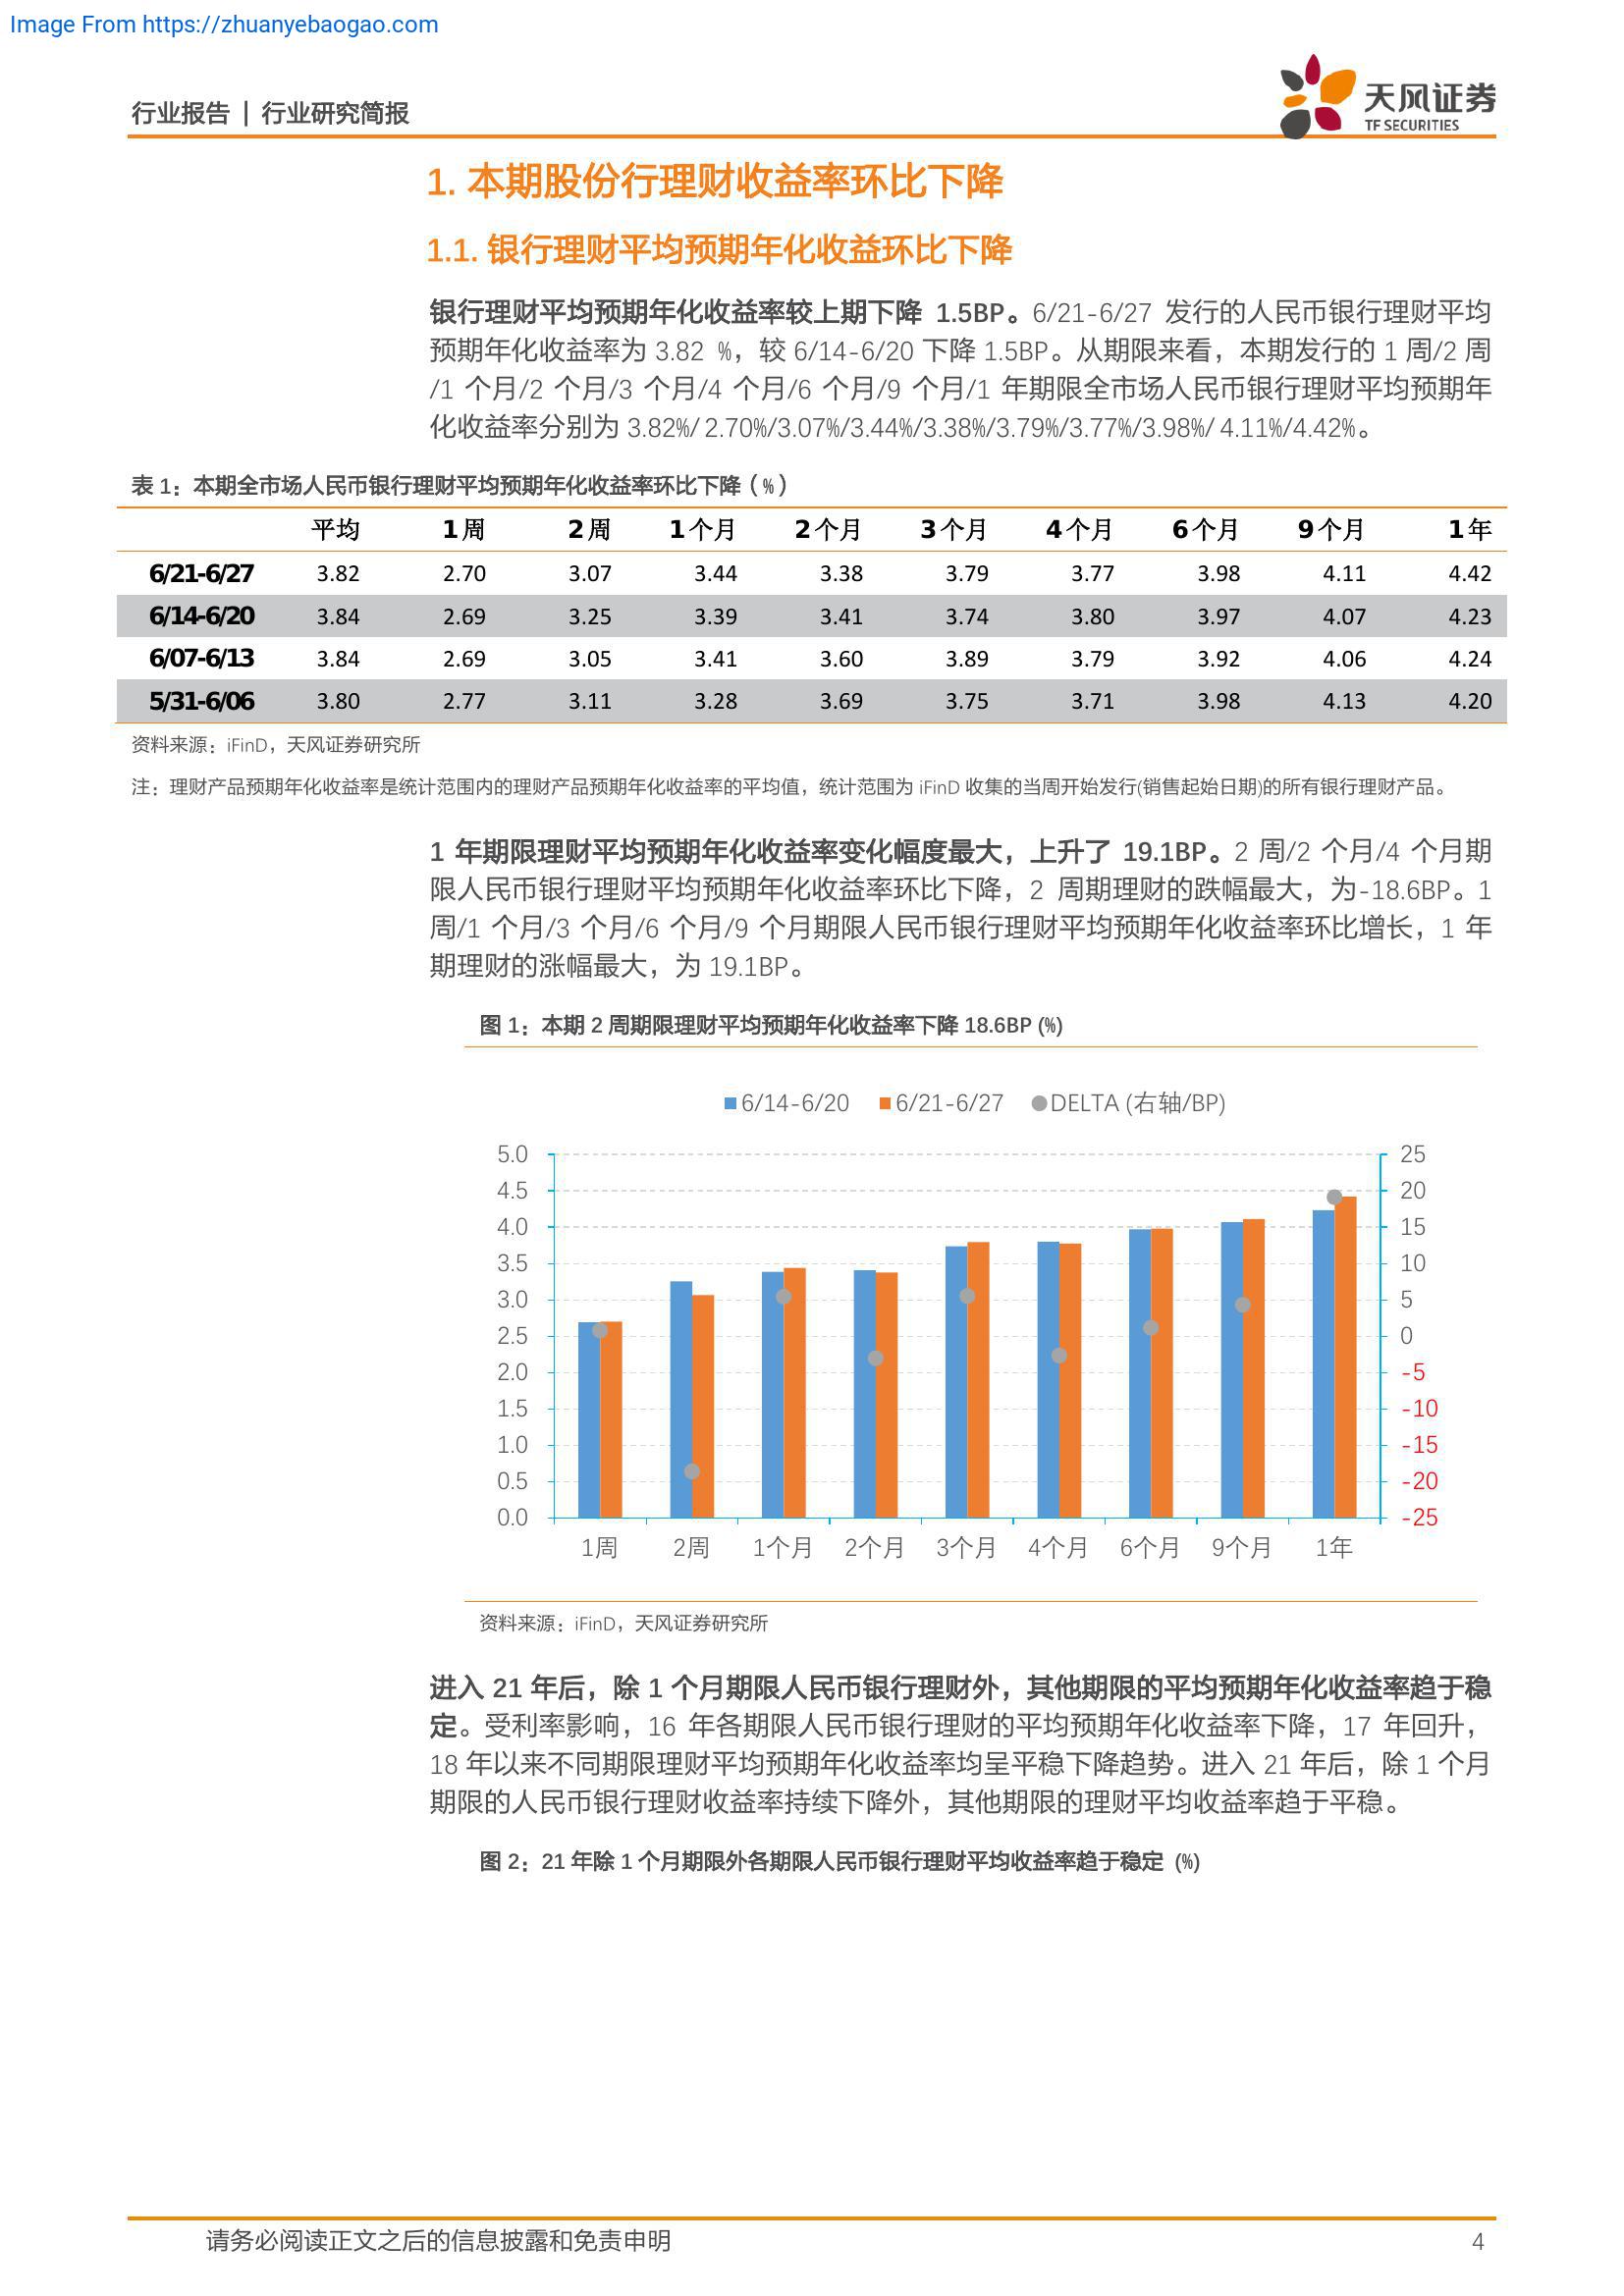 Image From https://zhuanyebaogao.com
行业报告 | 行业研究简报
天风证券
TF SECURITIES
1. 本期股份行理财收益率环比下降
1.1. 银行理财平均预期年化收益环比下降
银行理财平均预期年化收益率较上期下降 1.5BP。6/21-6/27 发行的人民币银行理财平均
预期年化收益率为 3.82 %，较 6/14-6/20 下降 1.5BP。从期限来看，本期发行的 1 周/2 周
/1 个月/2 个月/3 个月/4 个月/6 个月/9 个月/1 年期限全市场人民币银行理财平均预期年
化收益率分别为 3.82%/ 2.70%/3.07%/3.44%/3.38%/3.79%/3.77%/3.98%/ 4.11%/4.42%。
表 1：本期全市场人民币银行理财平均预期年化收益率环比下降（%）
平均 1周 2周 1个月 2个月 3个月 4个月 6个月 9个月 1年
6/21-6/27 3.82 2.70 3.07 3.44 3.38 3.79 3.77 3.98 4.11 4.42
6/14-6/20 3.84 2.69 3.25 3.39 3.41 3.74 3.80 3.97 4.07 4.23
6/07-6/13 3.84 2.69 3.05 3.41 3.60 3.89 3.79 3.92 4.06 4.24
5/31-6/06 3.80 2.77 3.11 3.28 3.69 3.75 3.71 3.98 4.13 4.20
资料来源：iFinD，天风证券研究所
注：理财产品预期年化收益率是统计范围内的理财产品预期年化收益率的平均值，统计范围为 iFinD 收集的当周开始发行(销售起始日期)的所有银行理财产品。
1 年期限理财平均预期年化收益率变化幅度最大，上升了 19.1BP。2 周/2 个月/4 个月期
限人民币银行理财平均预期年化收益率环比下降，2 周期理财的跌幅最大，为-18.6BP。1
周/1 个月/3 个月/6 个月/9 个月期限人民币银行理财平均预期年化收益率环比增长，1 年
期理财的涨幅最大，为 19.1BP。
图 1：本期 2 周期限理财平均预期年化收益率下降 18.6BP (%)
6/14-6/20 6/21-6/27 DELTA (右轴/BP)
5.0 25
4.5 20
4.0 15
3.5 10
3.0 5
2.5 0
2.0 -5
1.5 -10
1.0 -15
0.5 -20
0.0 -25
1周 2周 1个月 2个月 3个月 4个月 6个月 9个月 1年
资料来源：iFinD，天风证券研究所
进入 21 年后，除 1 个月期限人民币银行理财外，其他期限的平均预期年化收益率趋于稳
定。受利率影响，16 年各期限人民币银行理财的平均预期年化收益率下降，17 年回升，
18 年以来不同期限理财平均预期年化收益率均呈平稳下降趋势。进入 21 年后，除 1 个月
期限的人民币银行理财收益率持续下降外，其他期限的理财平均收益率趋于平稳。
图 2：21 年除 1 个月期限外各期限人民币银行理财平均收益率趋于稳定 (%)
请务必阅读正文之后的信息披露和免责申明 4